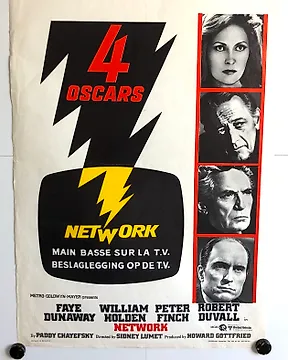 4
OSCARS
NETWORK
MAIN BASSE SUR LA T.V.
BESLAGLEGGING OP DE T.V.
METRO-GOLDWYN-MAYER presents
FAYE DUNAWAY WILLIAM HOLDEN PETER FINCH ROBERT DUVALL in
NETWORK
by PADDY CHAYEFSKY Directed by SIDNEY LUMET Produced by HOWARD GOTTFRIED